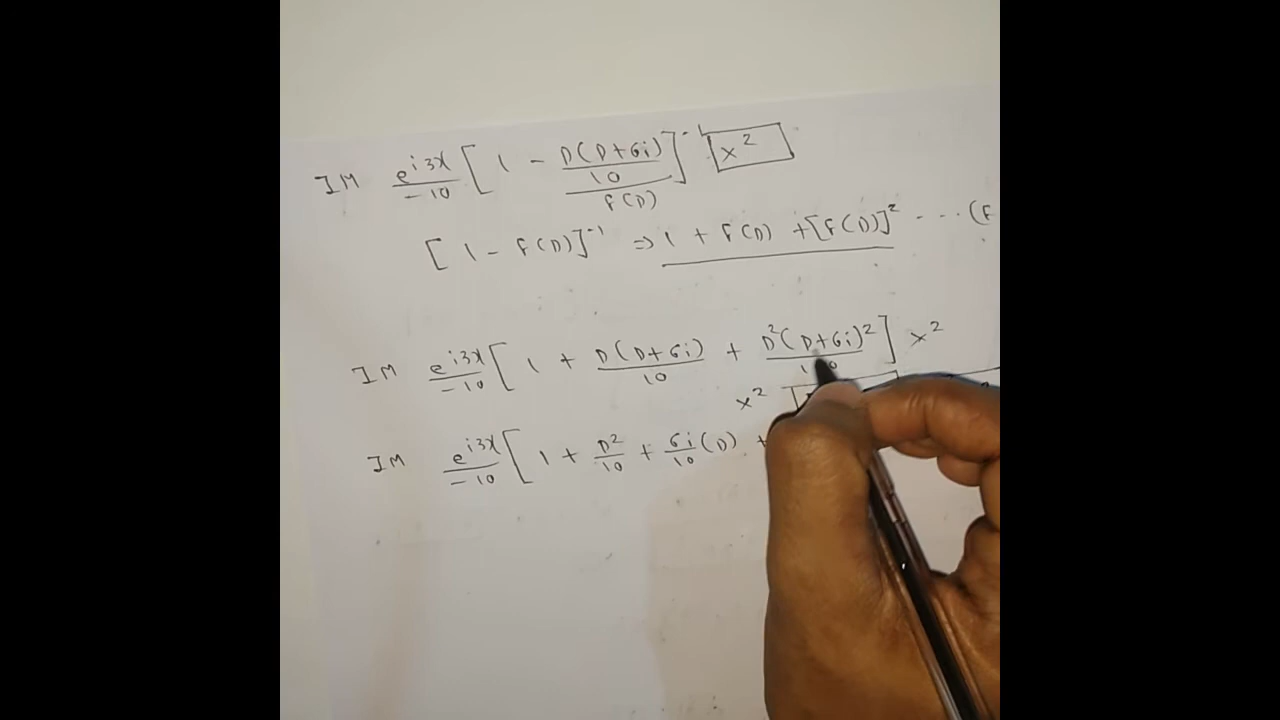 IM e^{i3x}/-10 [ 1 - D(D+6i)/10 ]^{-1} x^2
f(D)
[ 1 - f(D)]^{-1} ⇒ 1 + f(D) + [f(D)]^2 - - - (f
IM e^{i3x}/-10 [ 1 + D(D+6i)/10 + D^2(D+6i)^2/ ] x^2
x^2
IM e^{i3x}/-10 [ 1 + D^2/10 + 6i/10 (D) +